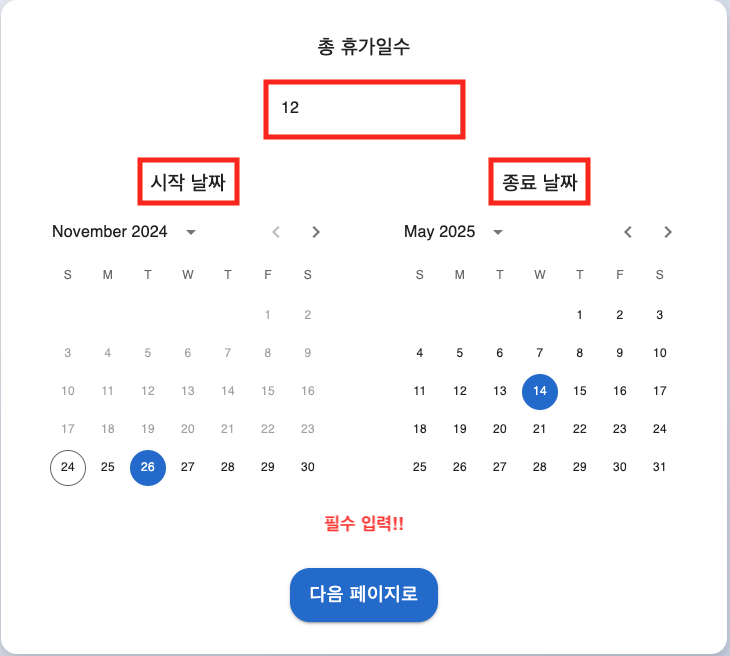 총 휴가일수
12
시작 날짜
November 2024
S M T W T F S
1 2
3 4 5 6 7 8 9
10 11 12 13 14 15 16
17 18 19 20 21 22 23
24 25 26 27 28 29 30
종료 날짜
May 2025
S M T W T F S
1 2 3
4 5 6 7 8 9 10
11 12 13 14 15 16 17
18 19 20 21 22 23 24
25 26 27 28 29 30 31
필수 입력!!
다음 페이지로